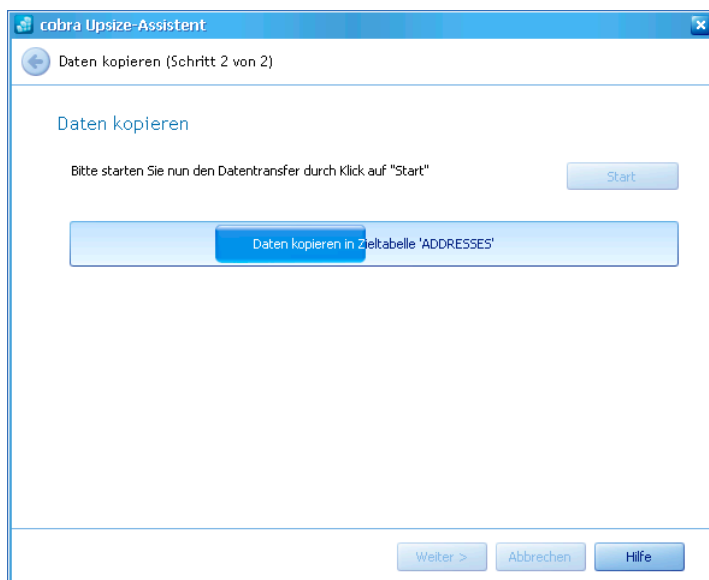 cobra Upsize-Assistent
Daten kopieren (Schritt 2 von 2)
Daten kopieren
Bitte starten Sie nun den Datentransfer durch Klick auf "Start"
Start
Daten kopieren in Zieltabelle 'ADDRESSES'
Weiter > Abbrechen Hilfe